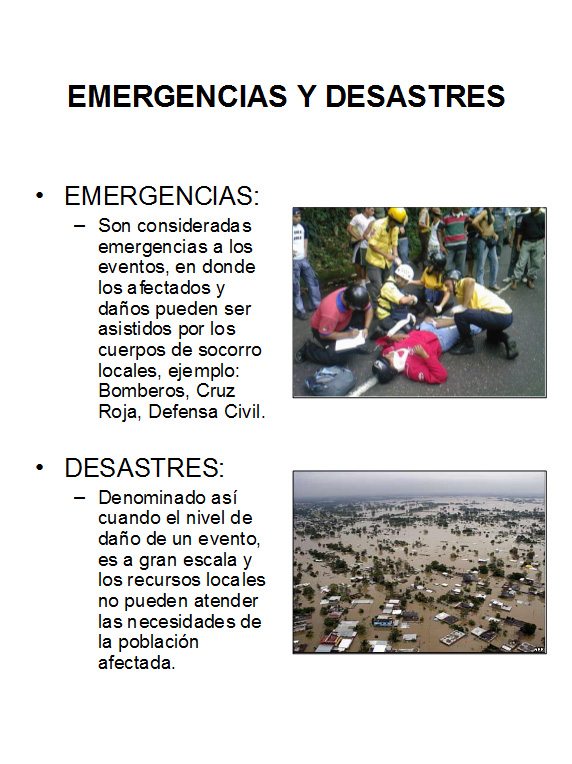 EMERGENCIAS Y DESASTRES
• EMERGENCIAS:
– Son consideradas
emergencias a los
eventos, en donde
los afectados y
daños pueden ser
asistidos por los
cuerpos de socorro
locales, ejemplo:
Bomberos, Cruz
Roja, Defensa Civil.
• DESASTRES:
– Denominado así
cuando el nivel de
daño de un evento,
es a gran escala y
los recursos locales
no pueden atender
las necesidades de
la población
afectada.